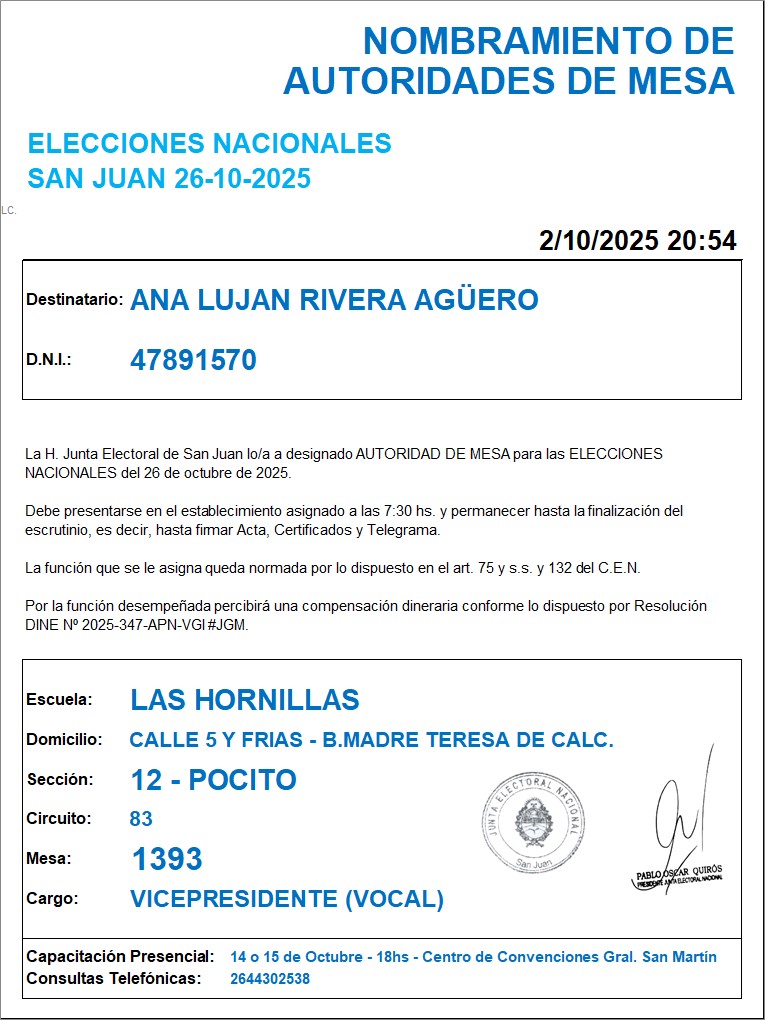 NOMBRAMIENTO DE
AUTORIDADES DE MESA
ELECCIONES NACIONALES
SAN JUAN 26-10-2025
LC.
2/10/2025 20:54
Destinatario: ANA LUJAN RIVERA AGÜERO
D.N.I.: 47891570
La H. Junta Electoral de San Juan lo/a a designado AUTORIDAD DE MESA para las ELECCIONES
NACIONALES del 26 de octubre de 2025.
Debe presentarse en el establecimiento asignado a las 7:30 hs. y permanecer hasta la finalización del
escrutinio, es decir, hasta firmar Acta, Certificados y Telegrama.
La función que se le asigna queda normada por lo dispuesto en el art. 75 y s.s. y 132 del C.E.N.
Por la función desempeñada percibirá una compensación dineraria conforme lo dispuesto por Resolución
DINE Nº 2025-347-APN-VGI#JGM.
Escuela: LAS HORNILLAS
Domicilio: CALLE 5 Y FRIAS - B.MADRE TERESA DE CALC.
Sección: 12 - POCITO
Circuito: 83
Mesa: 1393
Cargo: VICEPRESIDENTE (VOCAL)
JUNTA ELECTORAL NACIONAL
San Juan
PABLO OSCAR QUIRÓS
PRESIDENTE JUNTA ELECTORAL NACIONAL
Capacitación Presencial: 14 o 15 de Octubre - 18hs - Centro de Convenciones Gral. San Martín
Consultas Telefónicas: 2644302538